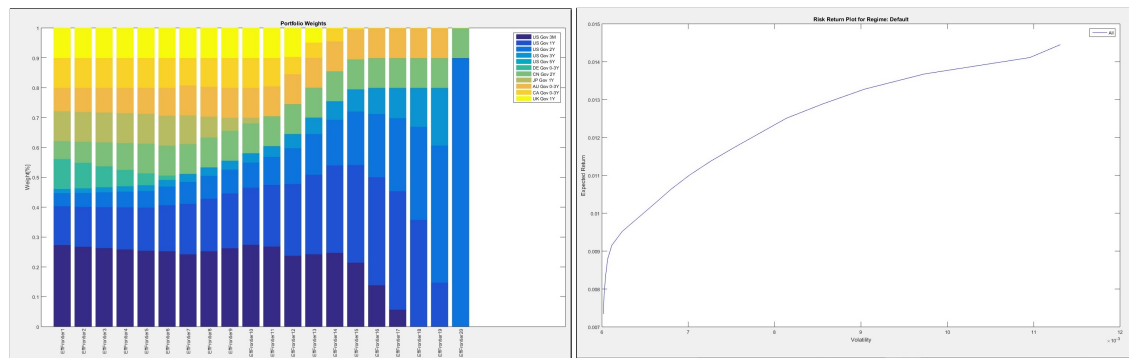 Portfolio Weights
Weight[%]
1
0.9
0.8
0.7
0.6
0.5
0.4
0.3
0.2
0.1
0
US Gov 3M
US Gov 1Y
US Gov 2Y
US Gov 3Y
US Gov 5Y
DE Gov 0-3Y
CN Gov 2Y
JP Gov 1Y
AU Gov 0-3Y
CA Gov 0-3Y
UK Gov 1Y
EffFrontier1
EffFrontier2
EffFrontier3
EffFrontier4
EffFrontier5
EffFrontier6
EffFrontier7
EffFrontier8
EffFrontier9
EffFrontier10
EffFrontier11
EffFrontier12
EffFrontier13
EffFrontier14
EffFrontier15
EffFrontier16
EffFrontier17
EffFrontier18
EffFrontier19
EffFrontier20
Risk Return Plot for Regime: Default
All
Expected Return
0.015
0.014
0.013
0.012
0.011
0.01
0.009
0.008
0.007
6
7
8
9
10
11
12
×10⁻³
Volatility